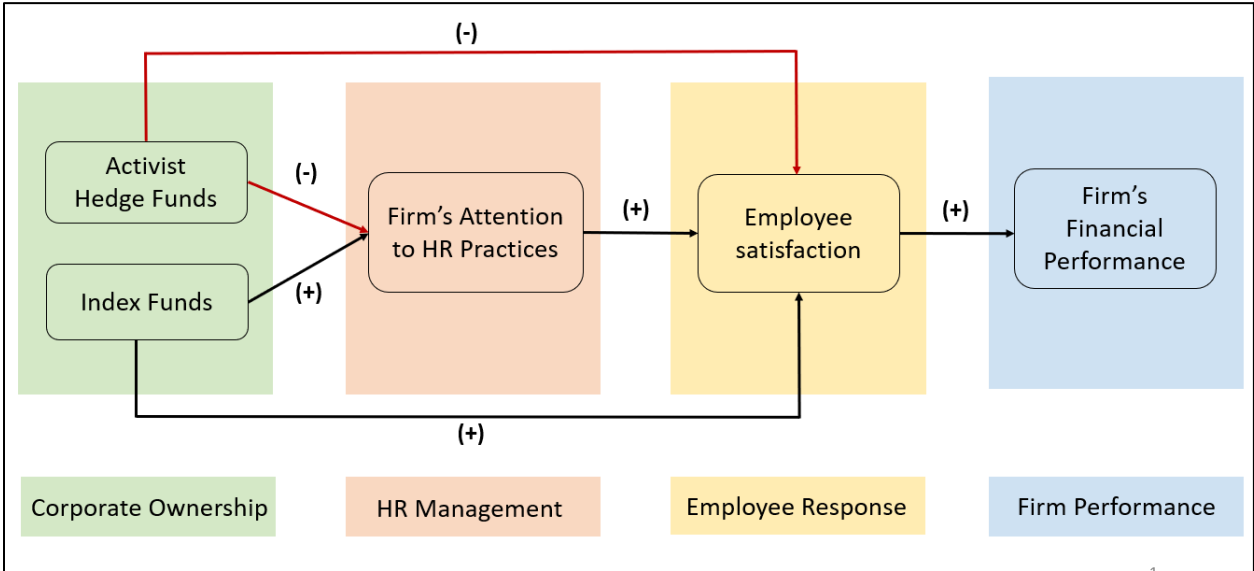 (-)
Activist
Hedge Funds
(-)
Firm's Attention
to HR Practices
(+)
Employee
satisfaction
(+)
Firm's
Financial
Performance
Index Funds
(+)
(+)
Corporate Ownership
HR Management
Employee Response
Firm Performance
1